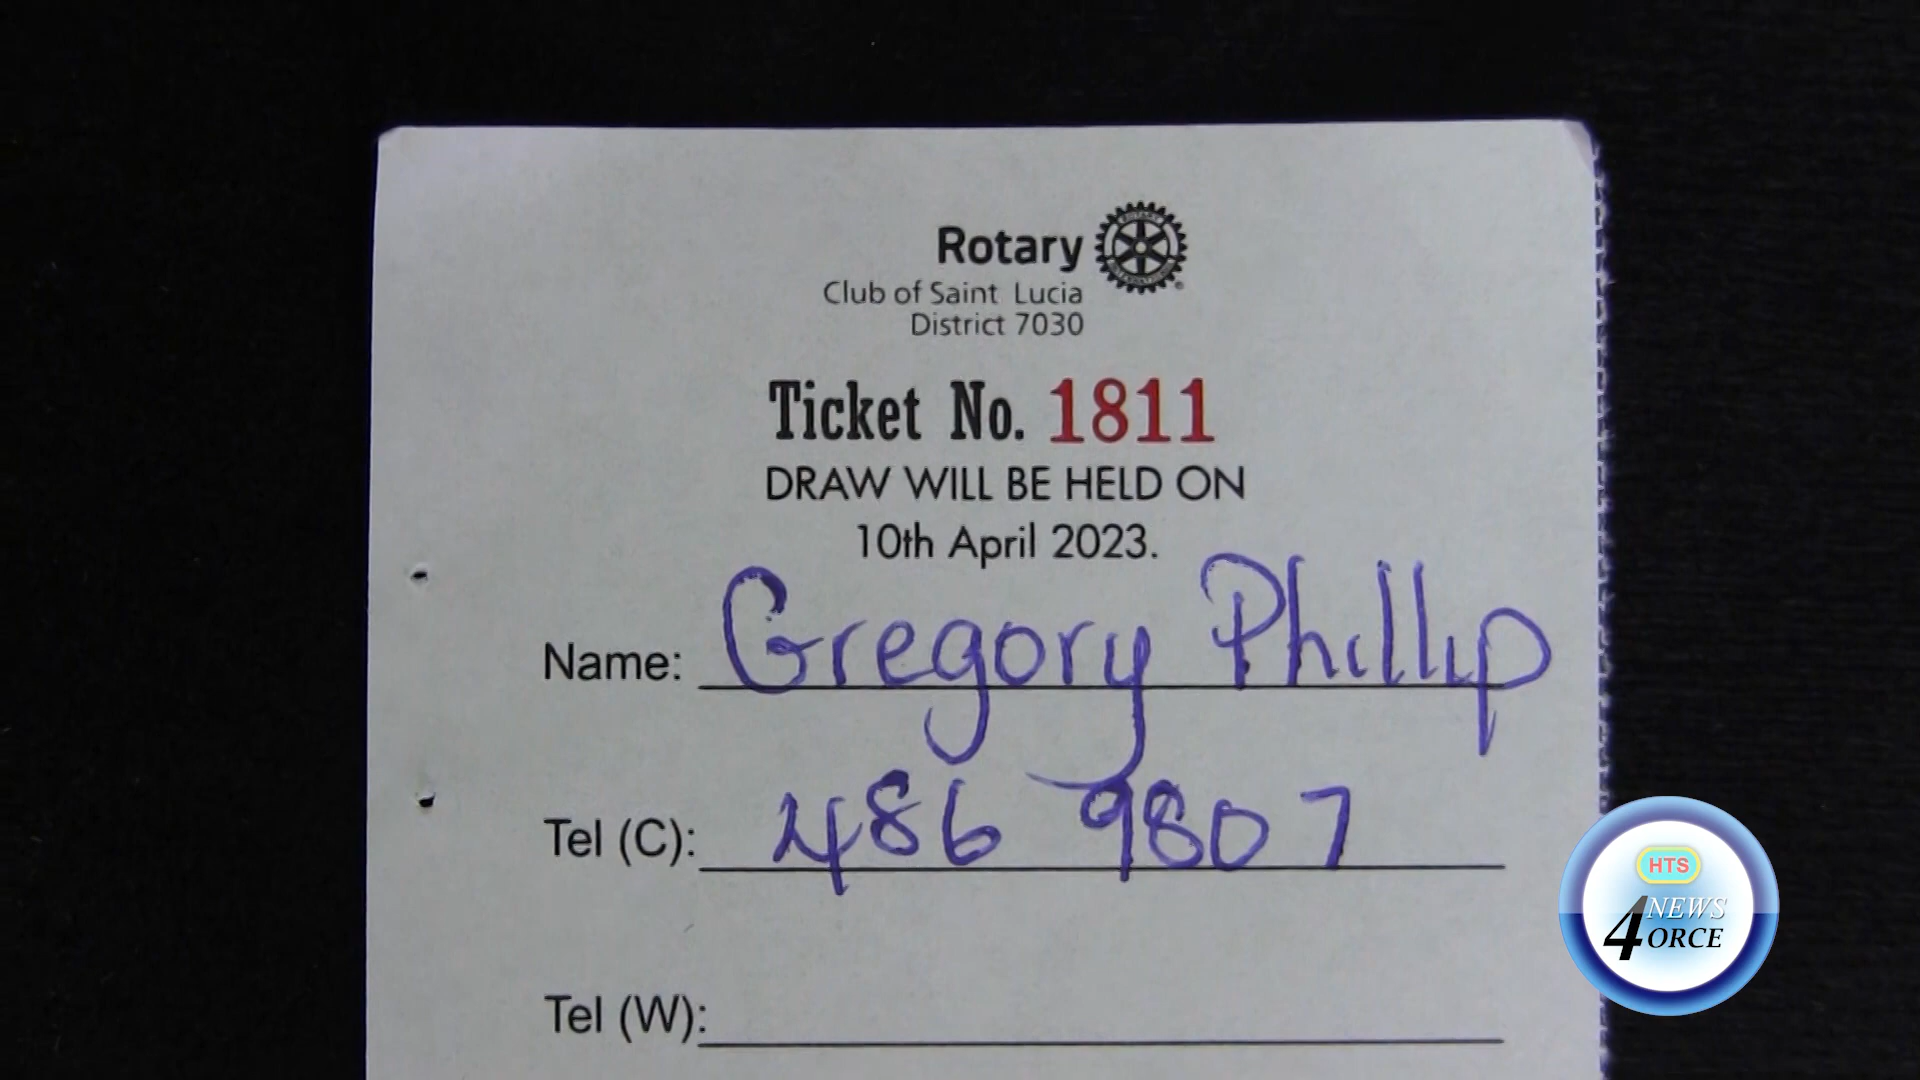 Rotary
Club of Saint Lucia
District 7030
Ticket No. 1811
DRAW WILL BE HELD ON
10th April 2023.
Name: Gregory Phillip
Tel (C): 486 9807
Tel (W):
HTS
NEWS
4ORCE